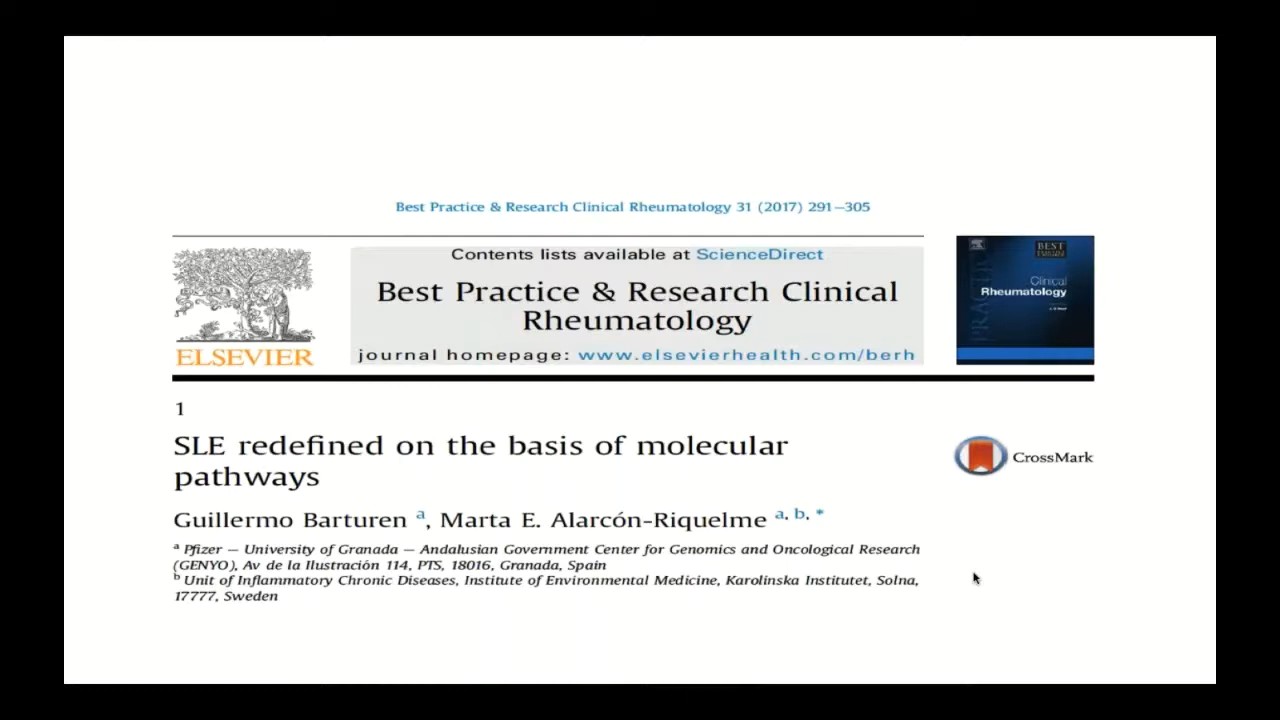 Best Practice & Research Clinical Rheumatology 31 (2017) 291–305
Contents lists available at ScienceDirect
Best Practice & Research Clinical
Rheumatology
journal homepage: www.elsevierhealth.com/berh
ELSEVIER
BEST
Clinical
Rheumatology
1
SLE redefined on the basis of molecular
pathways
CrossMark
Guillermo Barturen a, Marta E. Alarcón-Riquelme a, b, *
a Pfizer – University of Granada – Andalusian Government Center for Genomics and Oncological Research
(GENYO), Av de la Ilustración 114, PTS, 18016, Granada, Spain
b Unit of Inflammatory Chronic Diseases, Institute of Environmental Medicine, Karolinska Institutet, Solna,
17777, Sweden